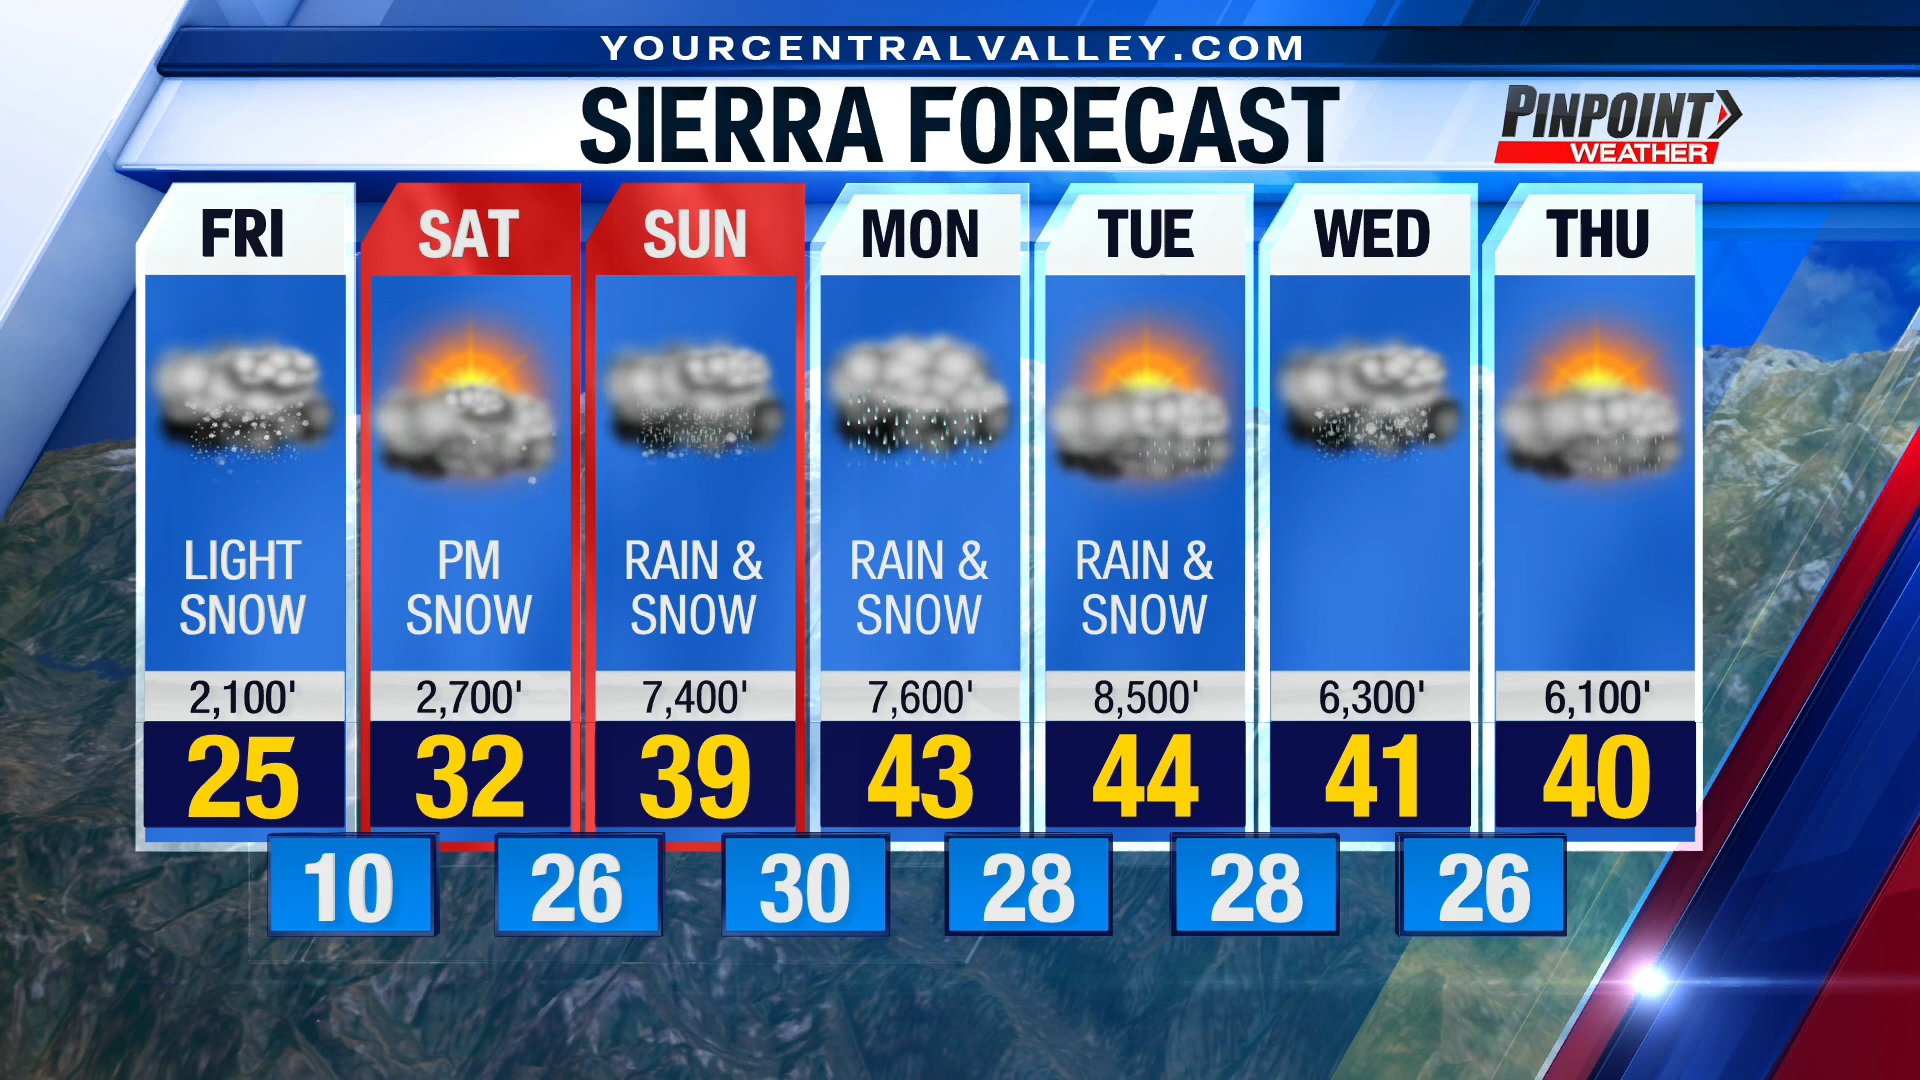 YOURCENTRALVALLEY.COM
SIERRA FORECAST
PINPOINT
WEATHER
FRI
SAT
SUN
MON
TUE
WED
THU
LIGHT
SNOW
PM
SNOW
RAIN &
SNOW
RAIN &
SNOW
RAIN &
SNOW
2,100'
2,700'
7,400'
7,600'
8,500'
6,300'
6,100'
25
32
39
43
44
41
40
10
26
30
28
28
26